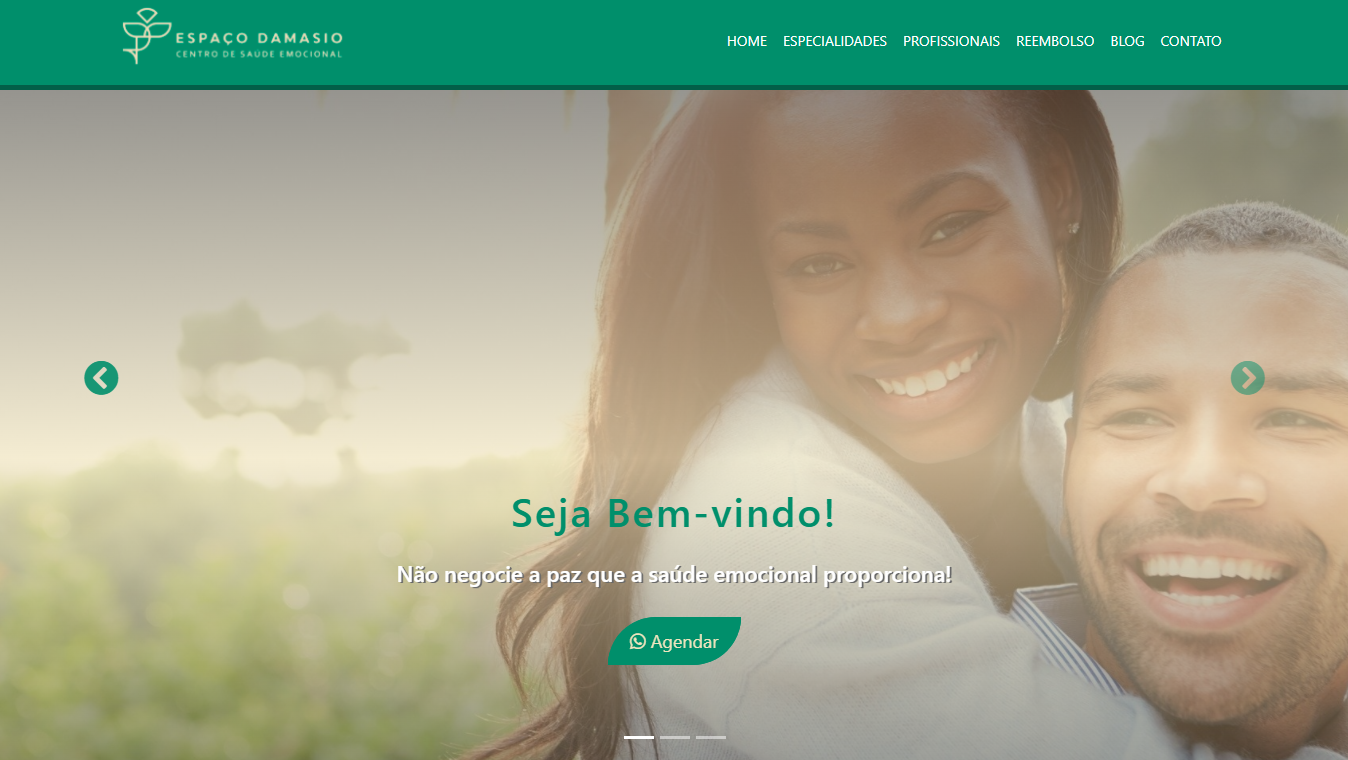 ESPAÇO DAMASIO
CENTRO DE SAÚDE EMOCIONAL
HOME ESPECIALIDADES PROFISSIONAIS REEMBOLSO BLOG CONTATO
Seja Bem-vindo!
Não negocie a paz que a saúde emocional proporciona!
Agendar